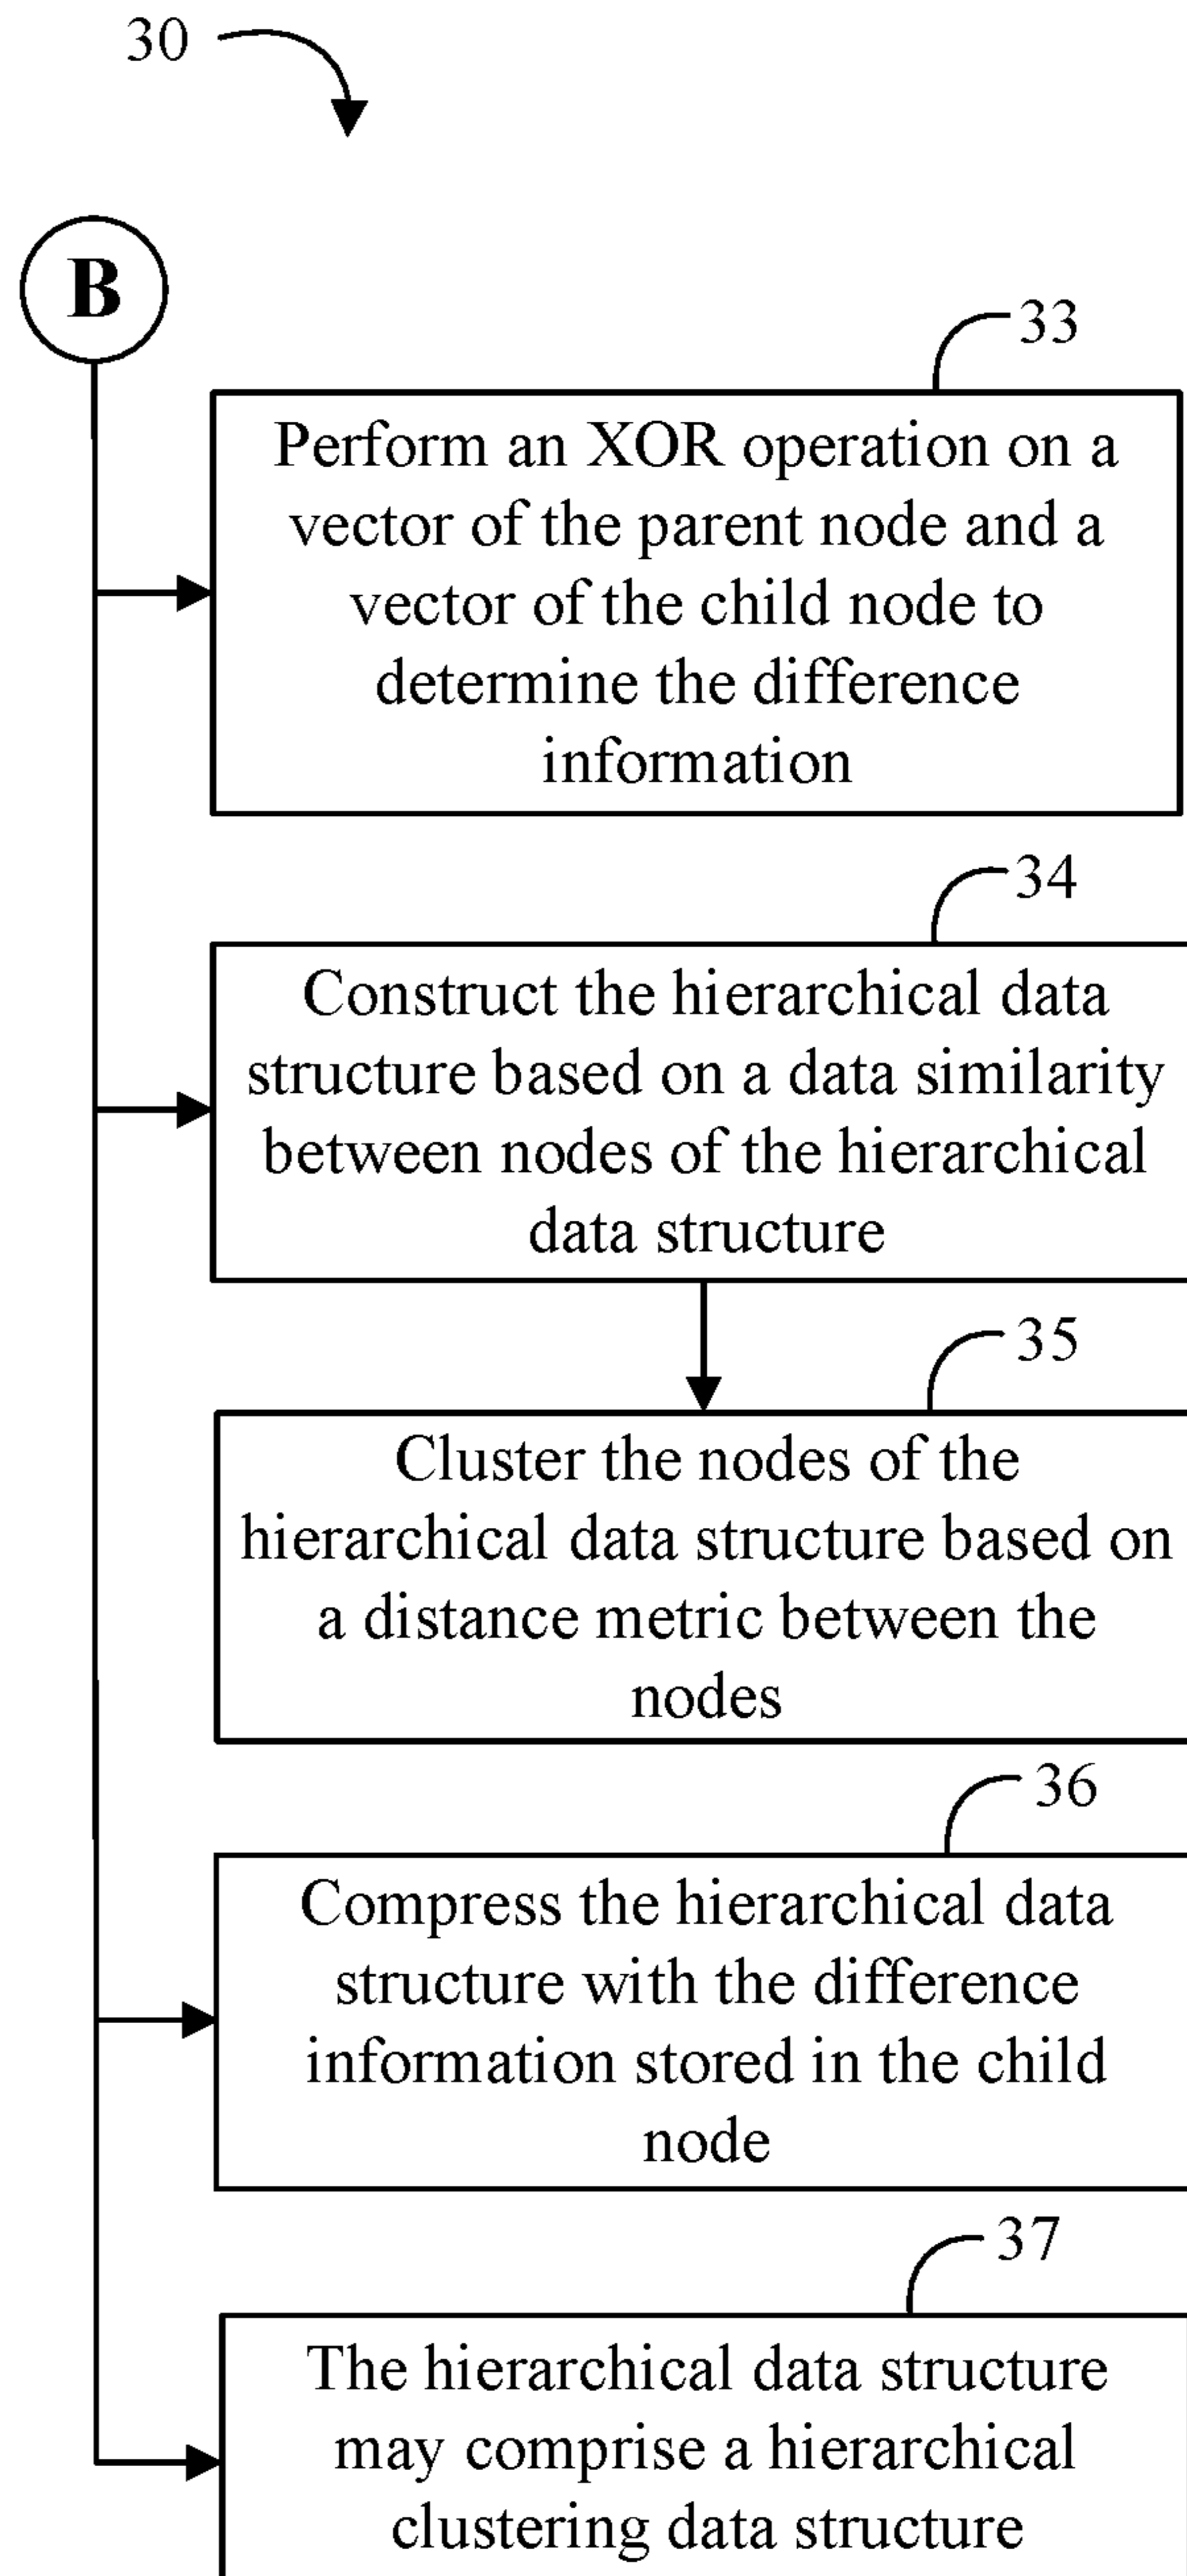 30
B
33
Perform an XOR operation on a
vector of the parent node and a
vector of the child node to
determine the difference
information
34
Construct the hierarchical data
structure based on a data similarity
between nodes of the hierarchical
data structure
35
Cluster the nodes of the
hierarchical data structure based on
a distance metric between the
nodes
36
Compress the hierarchical data
structure with the difference
information stored in the child
node
37
The hierarchical data structure
may comprise a hierarchical
clustering data structure